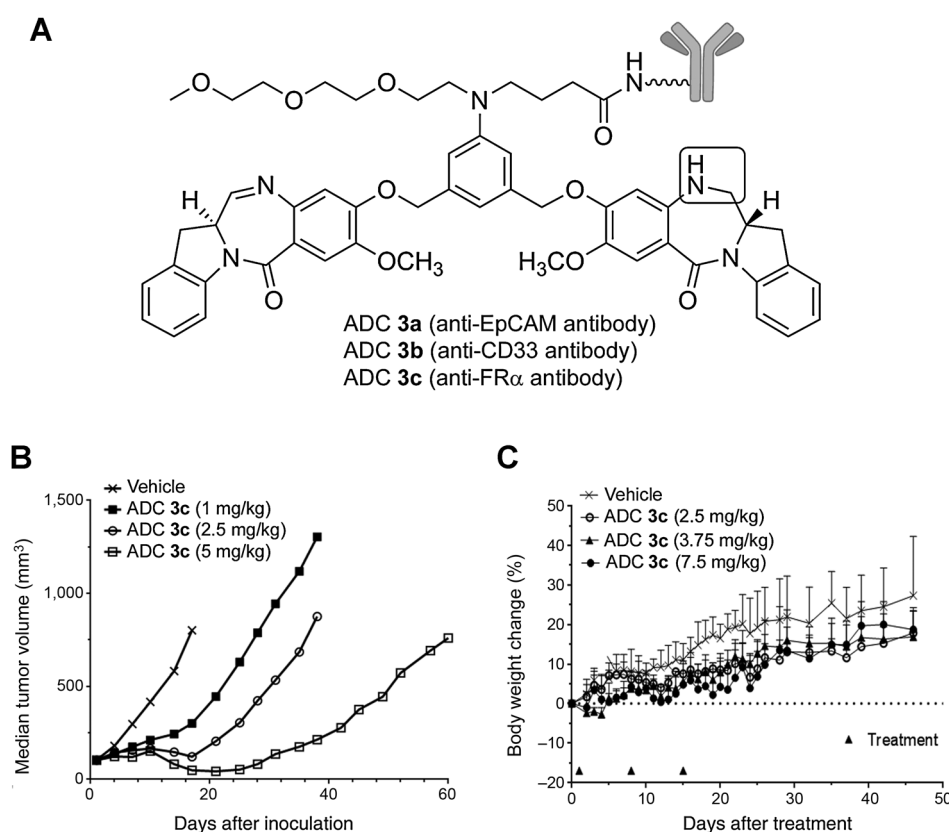 A
O
O
O
N
H
N
O
H
N
O
O
H
N
H
N
O
OCH3
H3CO
O
N
ADC 3a (anti-EpCAM antibody)
ADC 3b (anti-CD33 antibody)
ADC 3c (anti-FRα antibody)
B
Vehicle
ADC 3c (1 mg/kg)
ADC 3c (2.5 mg/kg)
ADC 3c (5 mg/kg)
1,500
1,000
500
0
0 20 40 60
Median tumor volume (mm³)
Days after inoculation
C
Vehicle
ADC 3c (2.5 mg/kg)
ADC 3c (3.75 mg/kg)
ADC 3c (7.5 mg/kg)
50
40
30
20
10
0
–10
–20
0 10 20 30 40 50
Treatment
Body weight change (%)
Days after treatment